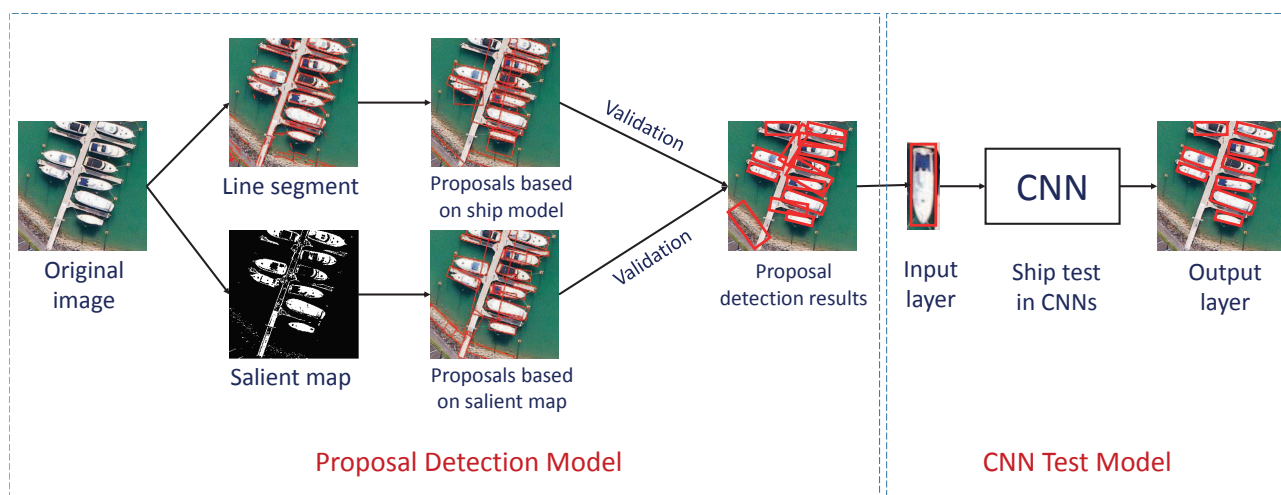 Original
image
Line segment
Salient map
Proposals based
on ship model
Proposals based
on salient map
Validation
Validation
Proposal
detection results
Proposal Detection Model
Input
layer
CNN
Ship test
in CNNs
Output
layer
CNN Test Model